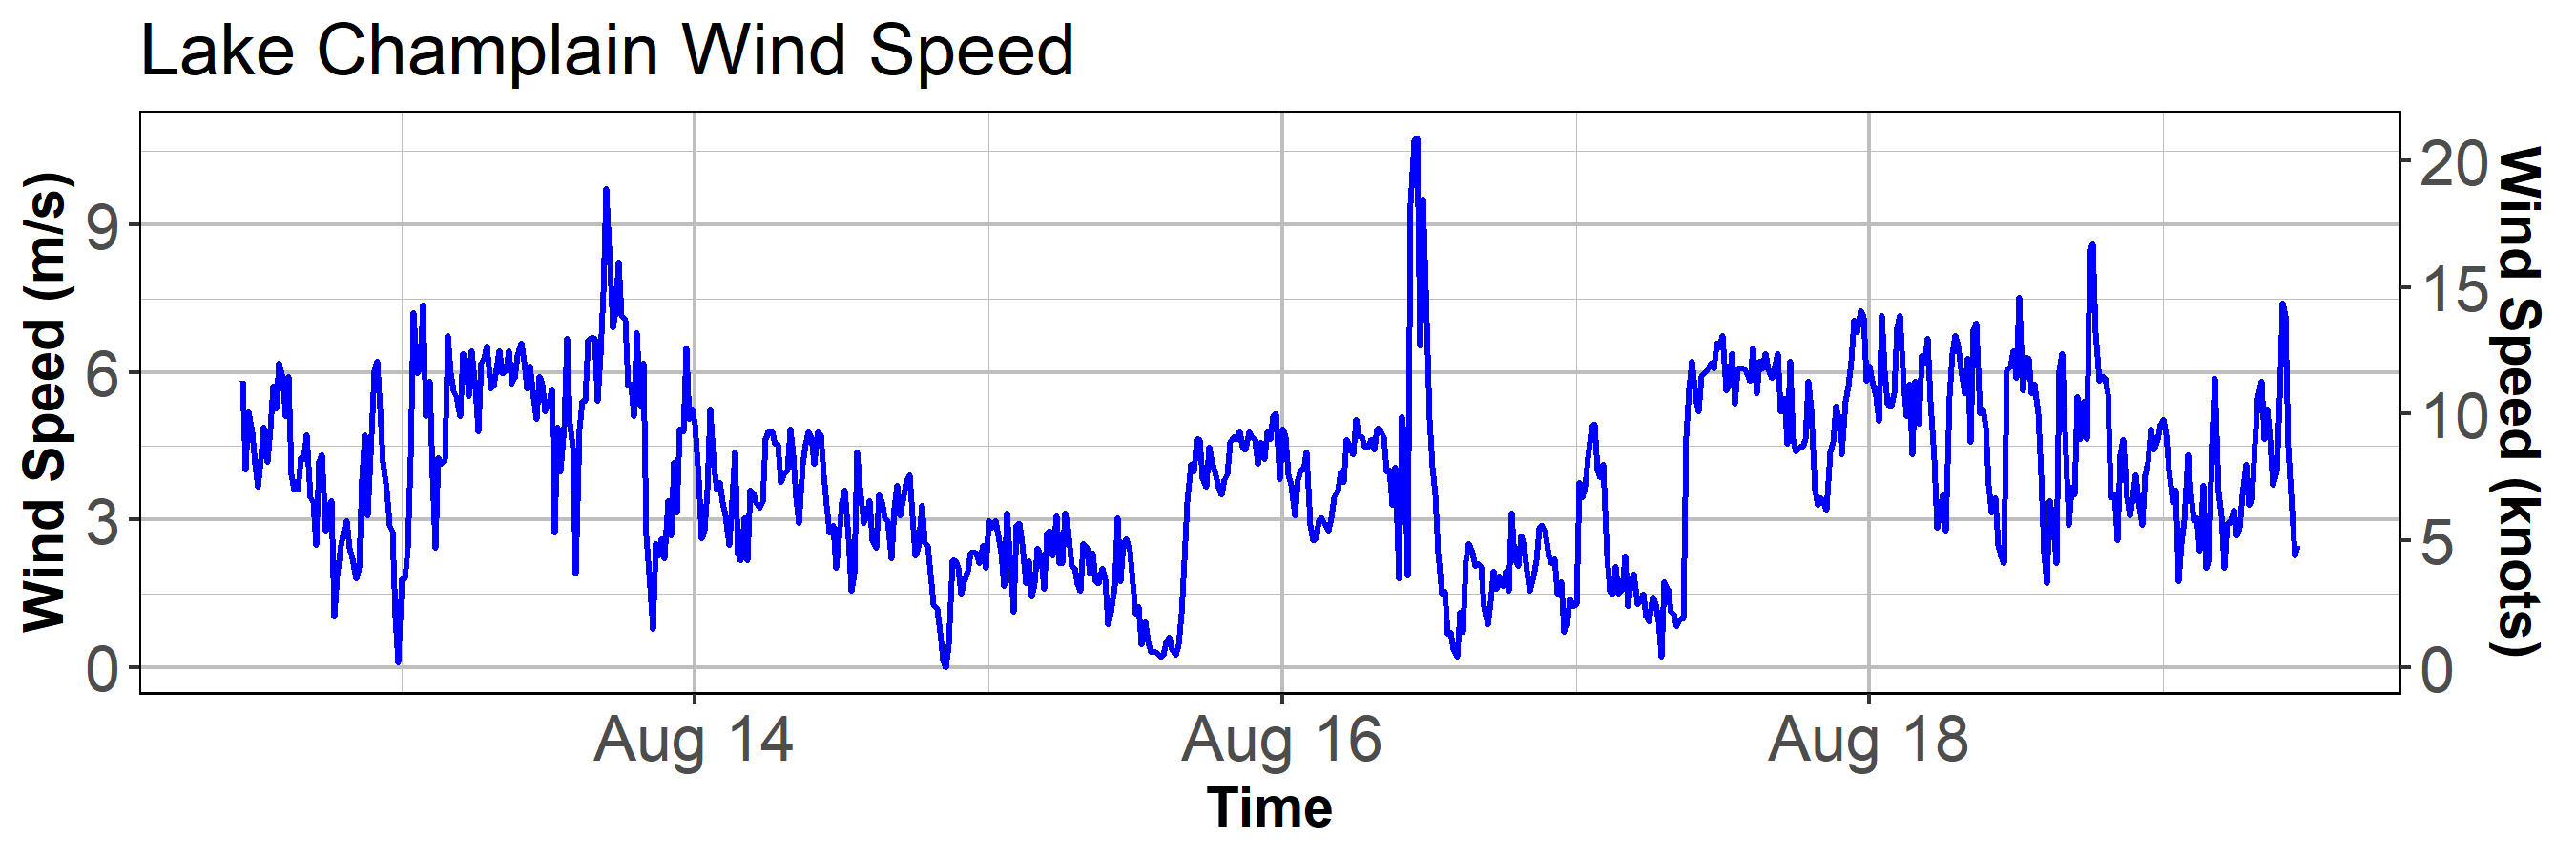 Lake Champlain Wind Speed
Wind Speed (m/s)
9
6
3
0
20
15
10
5
0
Wind Speed (knots)
Aug 14
Aug 16
Aug 18
Time